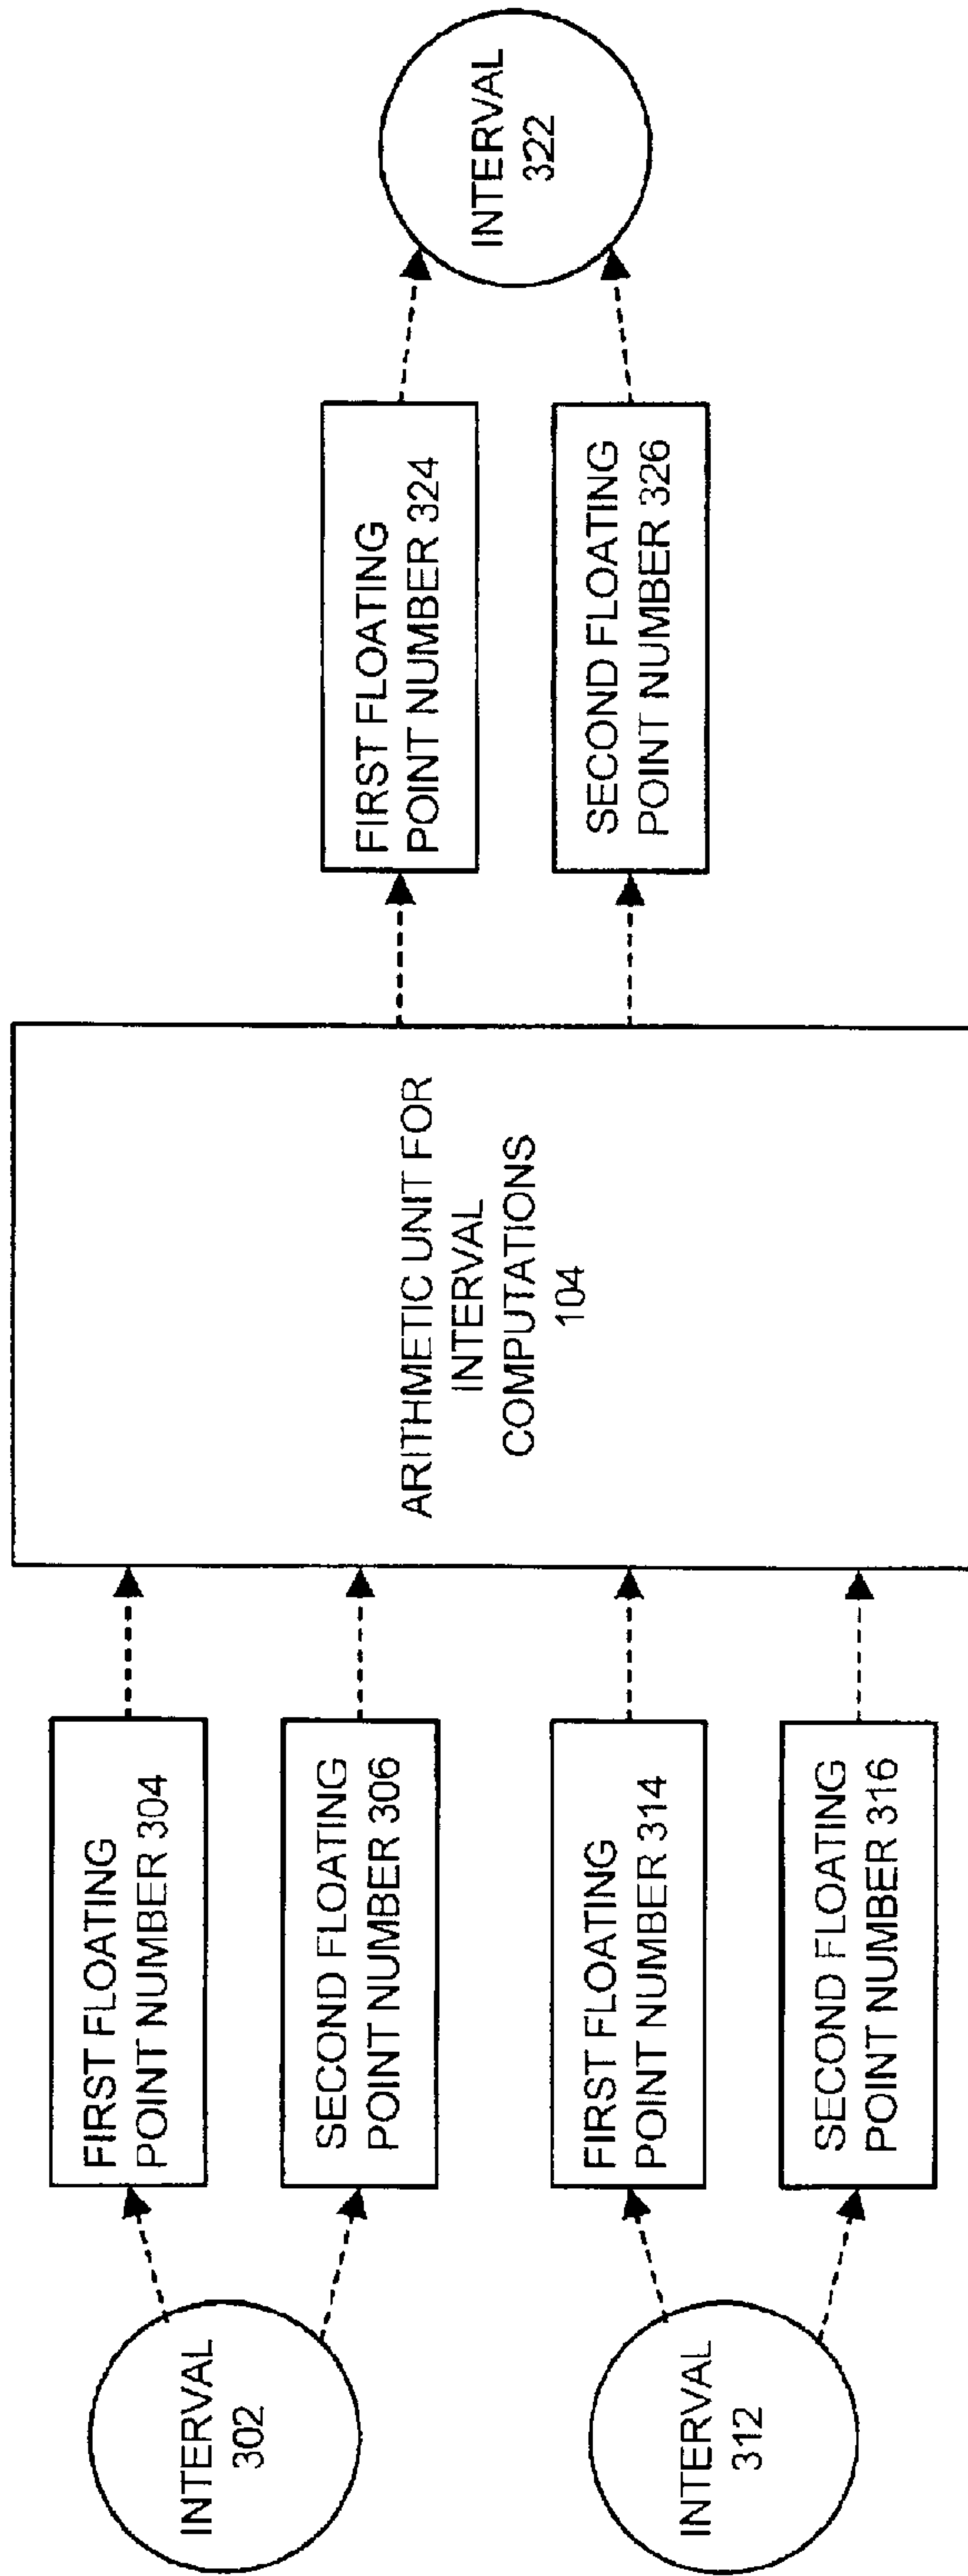 INTERVAL
302
FIRST FLOATING
POINT NUMBER 304
SECOND FLOATING
POINT NUMBER 306
INTERVAL
312
FIRST FLOATING
POINT NUMBER 314
SECOND FLOATING
POINT NUMBER 316
ARITHMETIC UNIT FOR
INTERVAL
COMPUTATIONS
104
FIRST FLOATING
POINT NUMBER 324
SECOND FLOATING
POINT NUMBER 326
INTERVAL
322